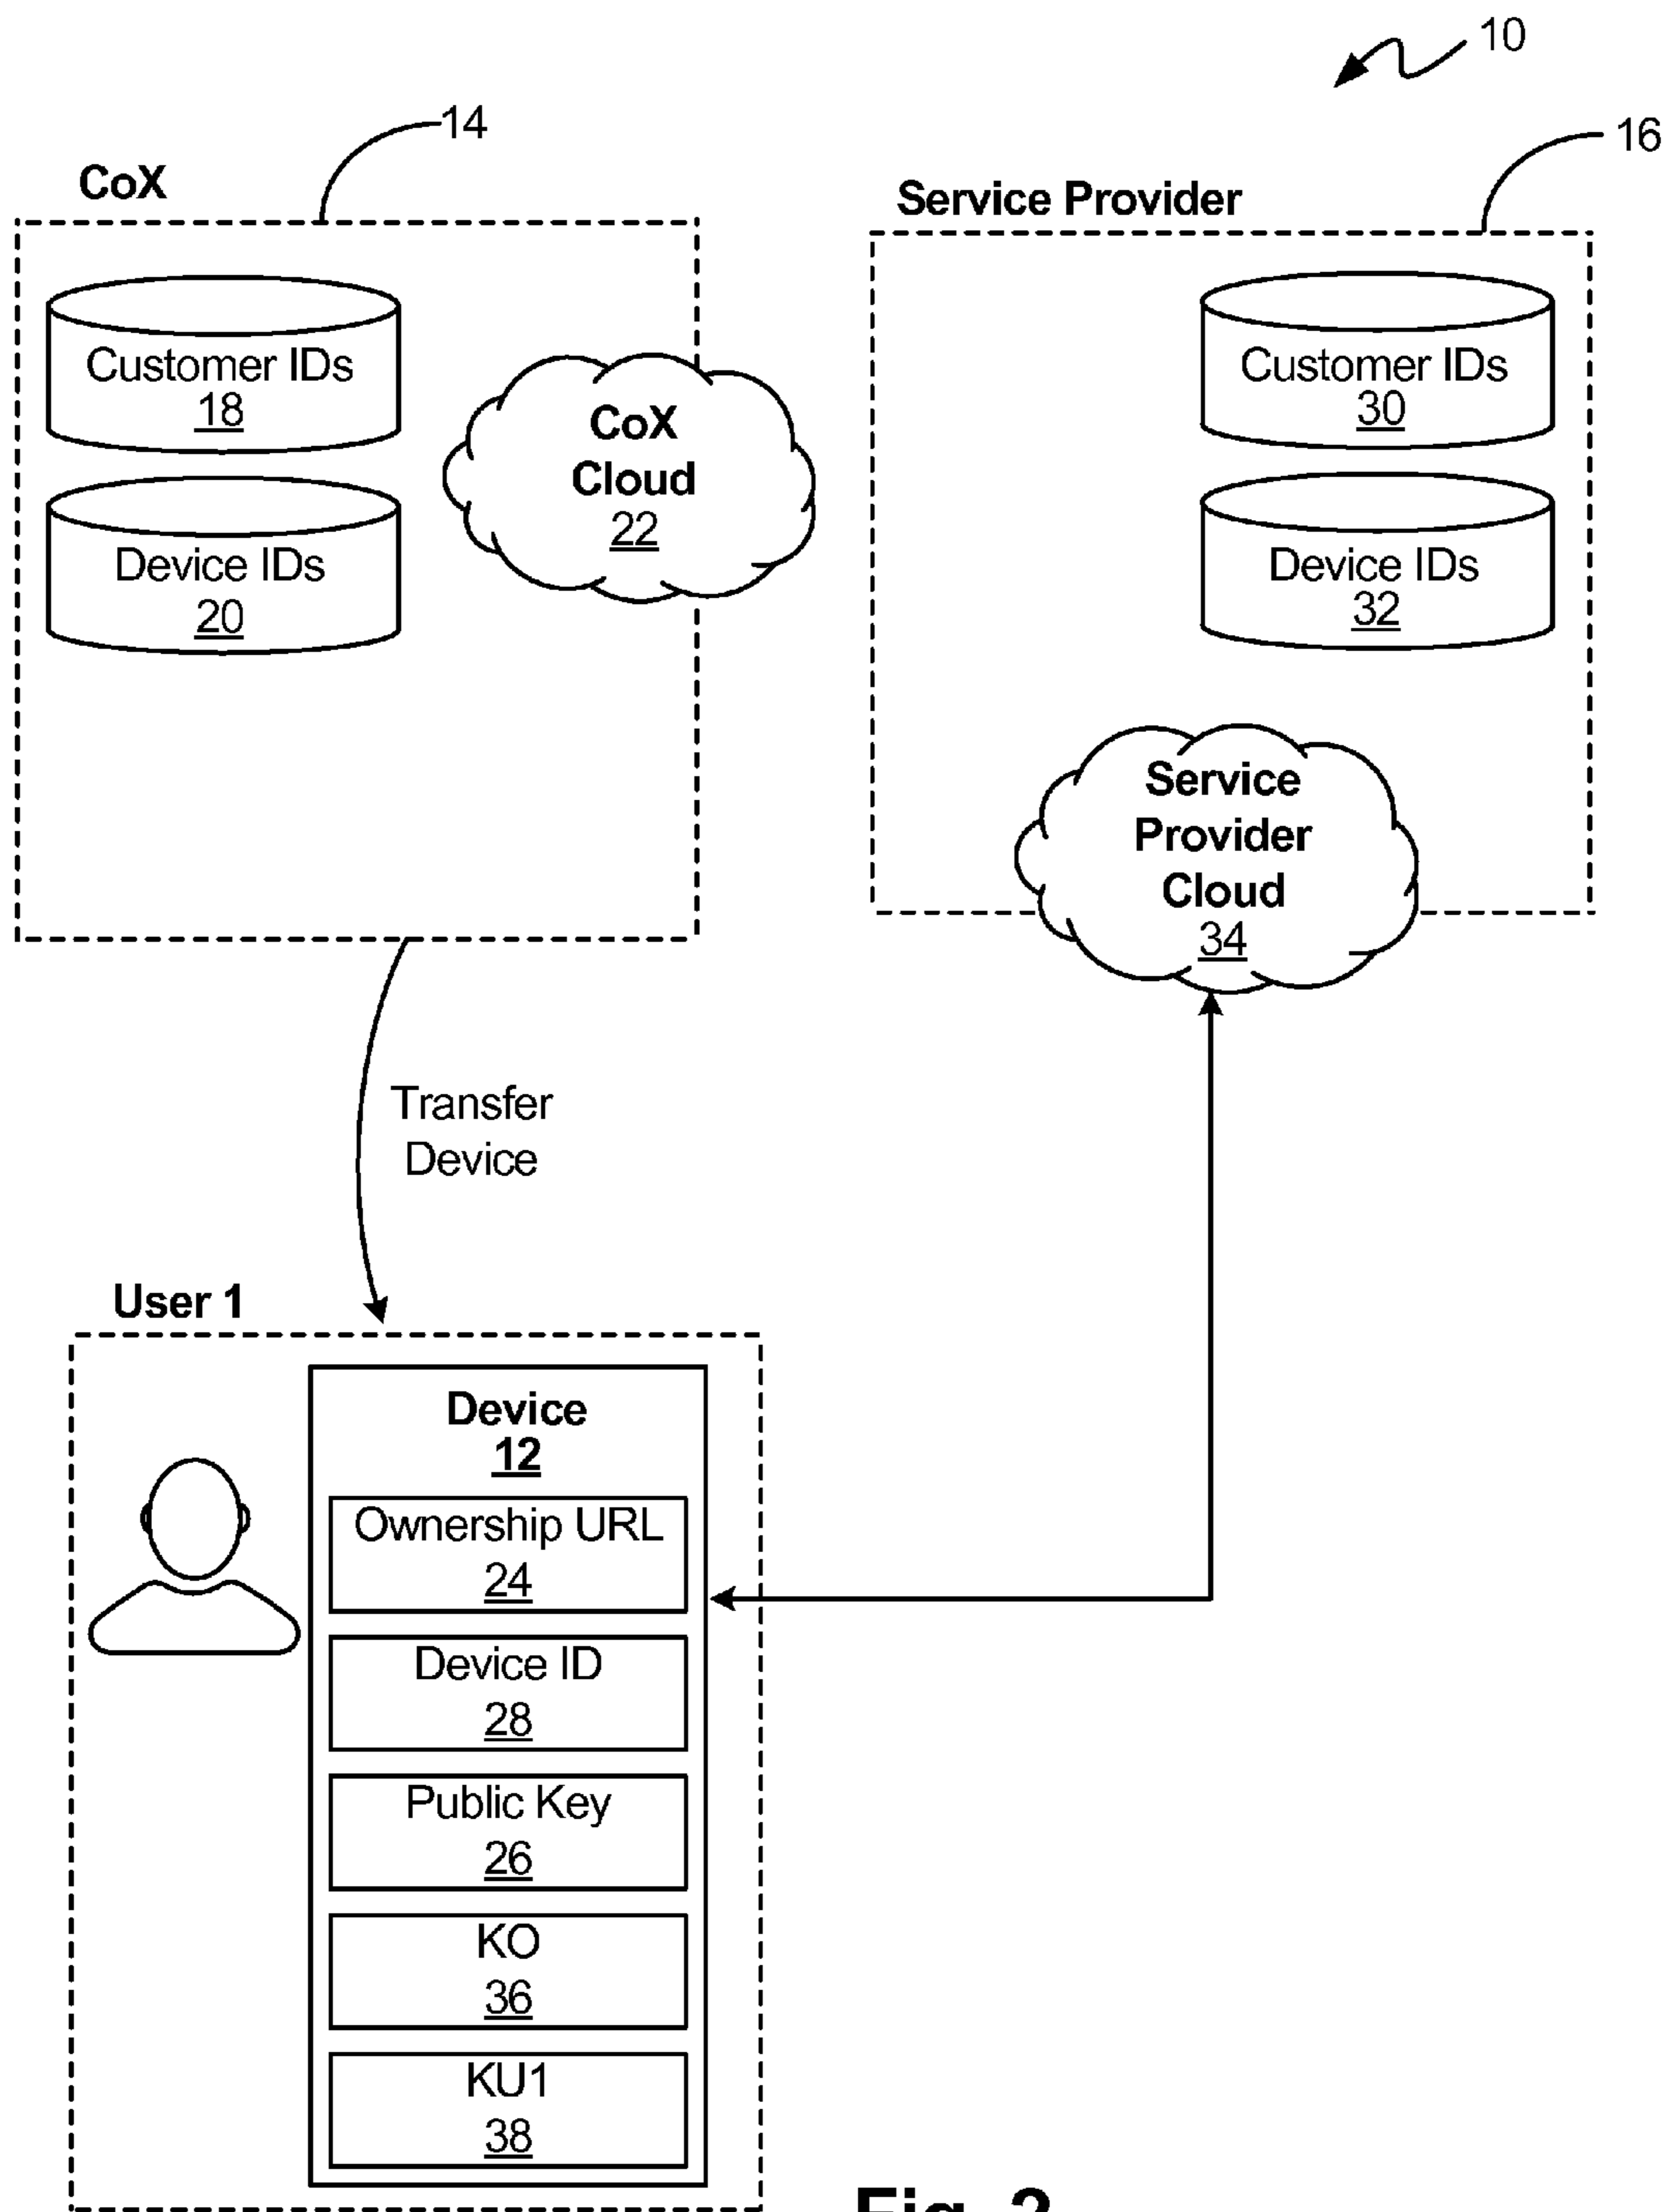 10
14
16
CoX
Service Provider
Customer IDs
18
Device IDs
20
CoX
Cloud
22
Customer IDs
30
Device IDs
32
Service
Provider
Cloud
34
Transfer
Device
User 1
Device
12
Ownership URL
24
Device ID
28
Public Key
26
KO
36
KU1
38